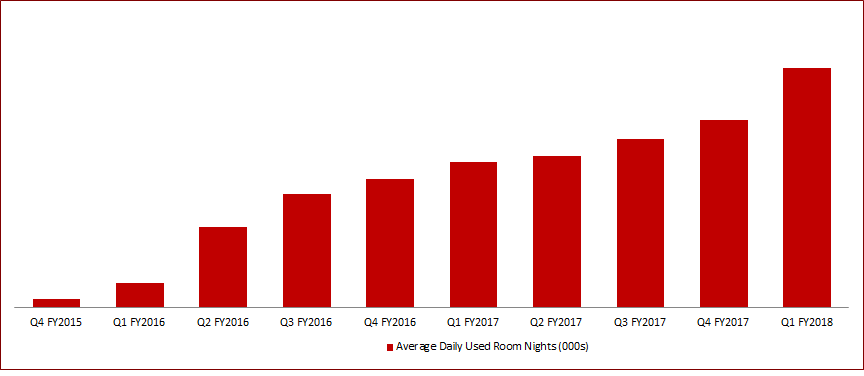 Q4 FY2015 Q1 FY2016 Q2 FY2016 Q3 FY2016 Q4 FY2016 Q1 FY2017 Q2 FY2017 Q3 FY2017 Q4 FY2017 Q1 FY2018
Average Daily Used Room Nights (000s)